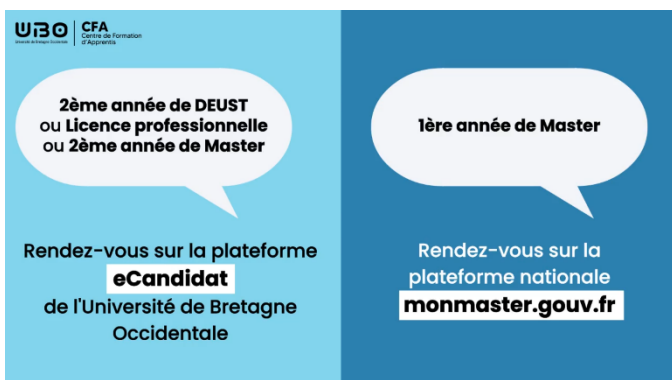 UBO
Université de Bretagne Occidentale
CFA
Centre de Formation
d'Apprentis
2ème année de DEUST
ou Licence professionnelle
ou 2ème année de Master
Rendez-vous sur la plateforme
eCandidat
de l'Université de Bretagne
Occidentale
1ère année de Master
Rendez-vous sur la
plateforme nationale
monmaster.gouv.fr